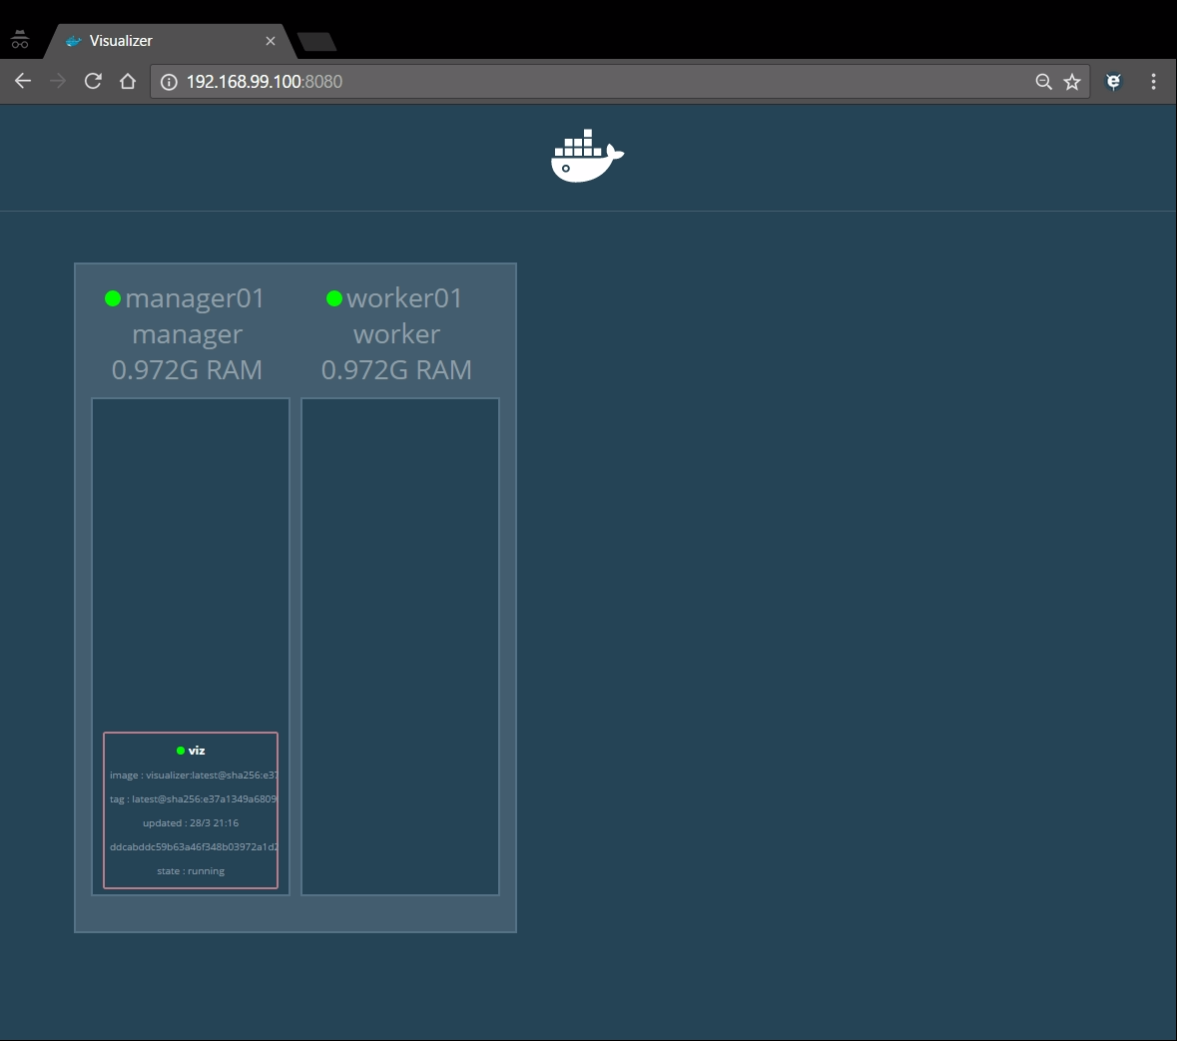 Visualizer
192.168.99.100:8080
manager01
manager
0.972G RAM
worker01
worker
0.972G RAM
viz
image : visualizer:latest@sha256:e37
tag : latest@sha256:e37a1349a6809
updated : 28/3 21:16
ddcabddc59b63a46f348b03972a1d2
state : running